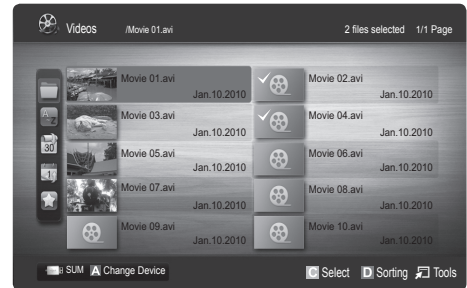 Videos /Movie 01.avi 2 files selected 1/1 Page
Movie 01.avi
Jan.10.2010
Movie 02.avi
Jan.10.2010
Movie 03.avi
Jan.10.2010
Movie 04.avi
Jan.10.2010
Movie 05.avi
Jan.10.2010
Movie 06.avi
Jan.10.2010
Movie 07.avi
Jan.10.2010
Movie 08.avi
Jan.10.2010
Movie 09.avi
Jan.10.2010
Movie 10.avi
Jan.10.2010
30
1
SUM A Change Device C Select D Sorting Tools